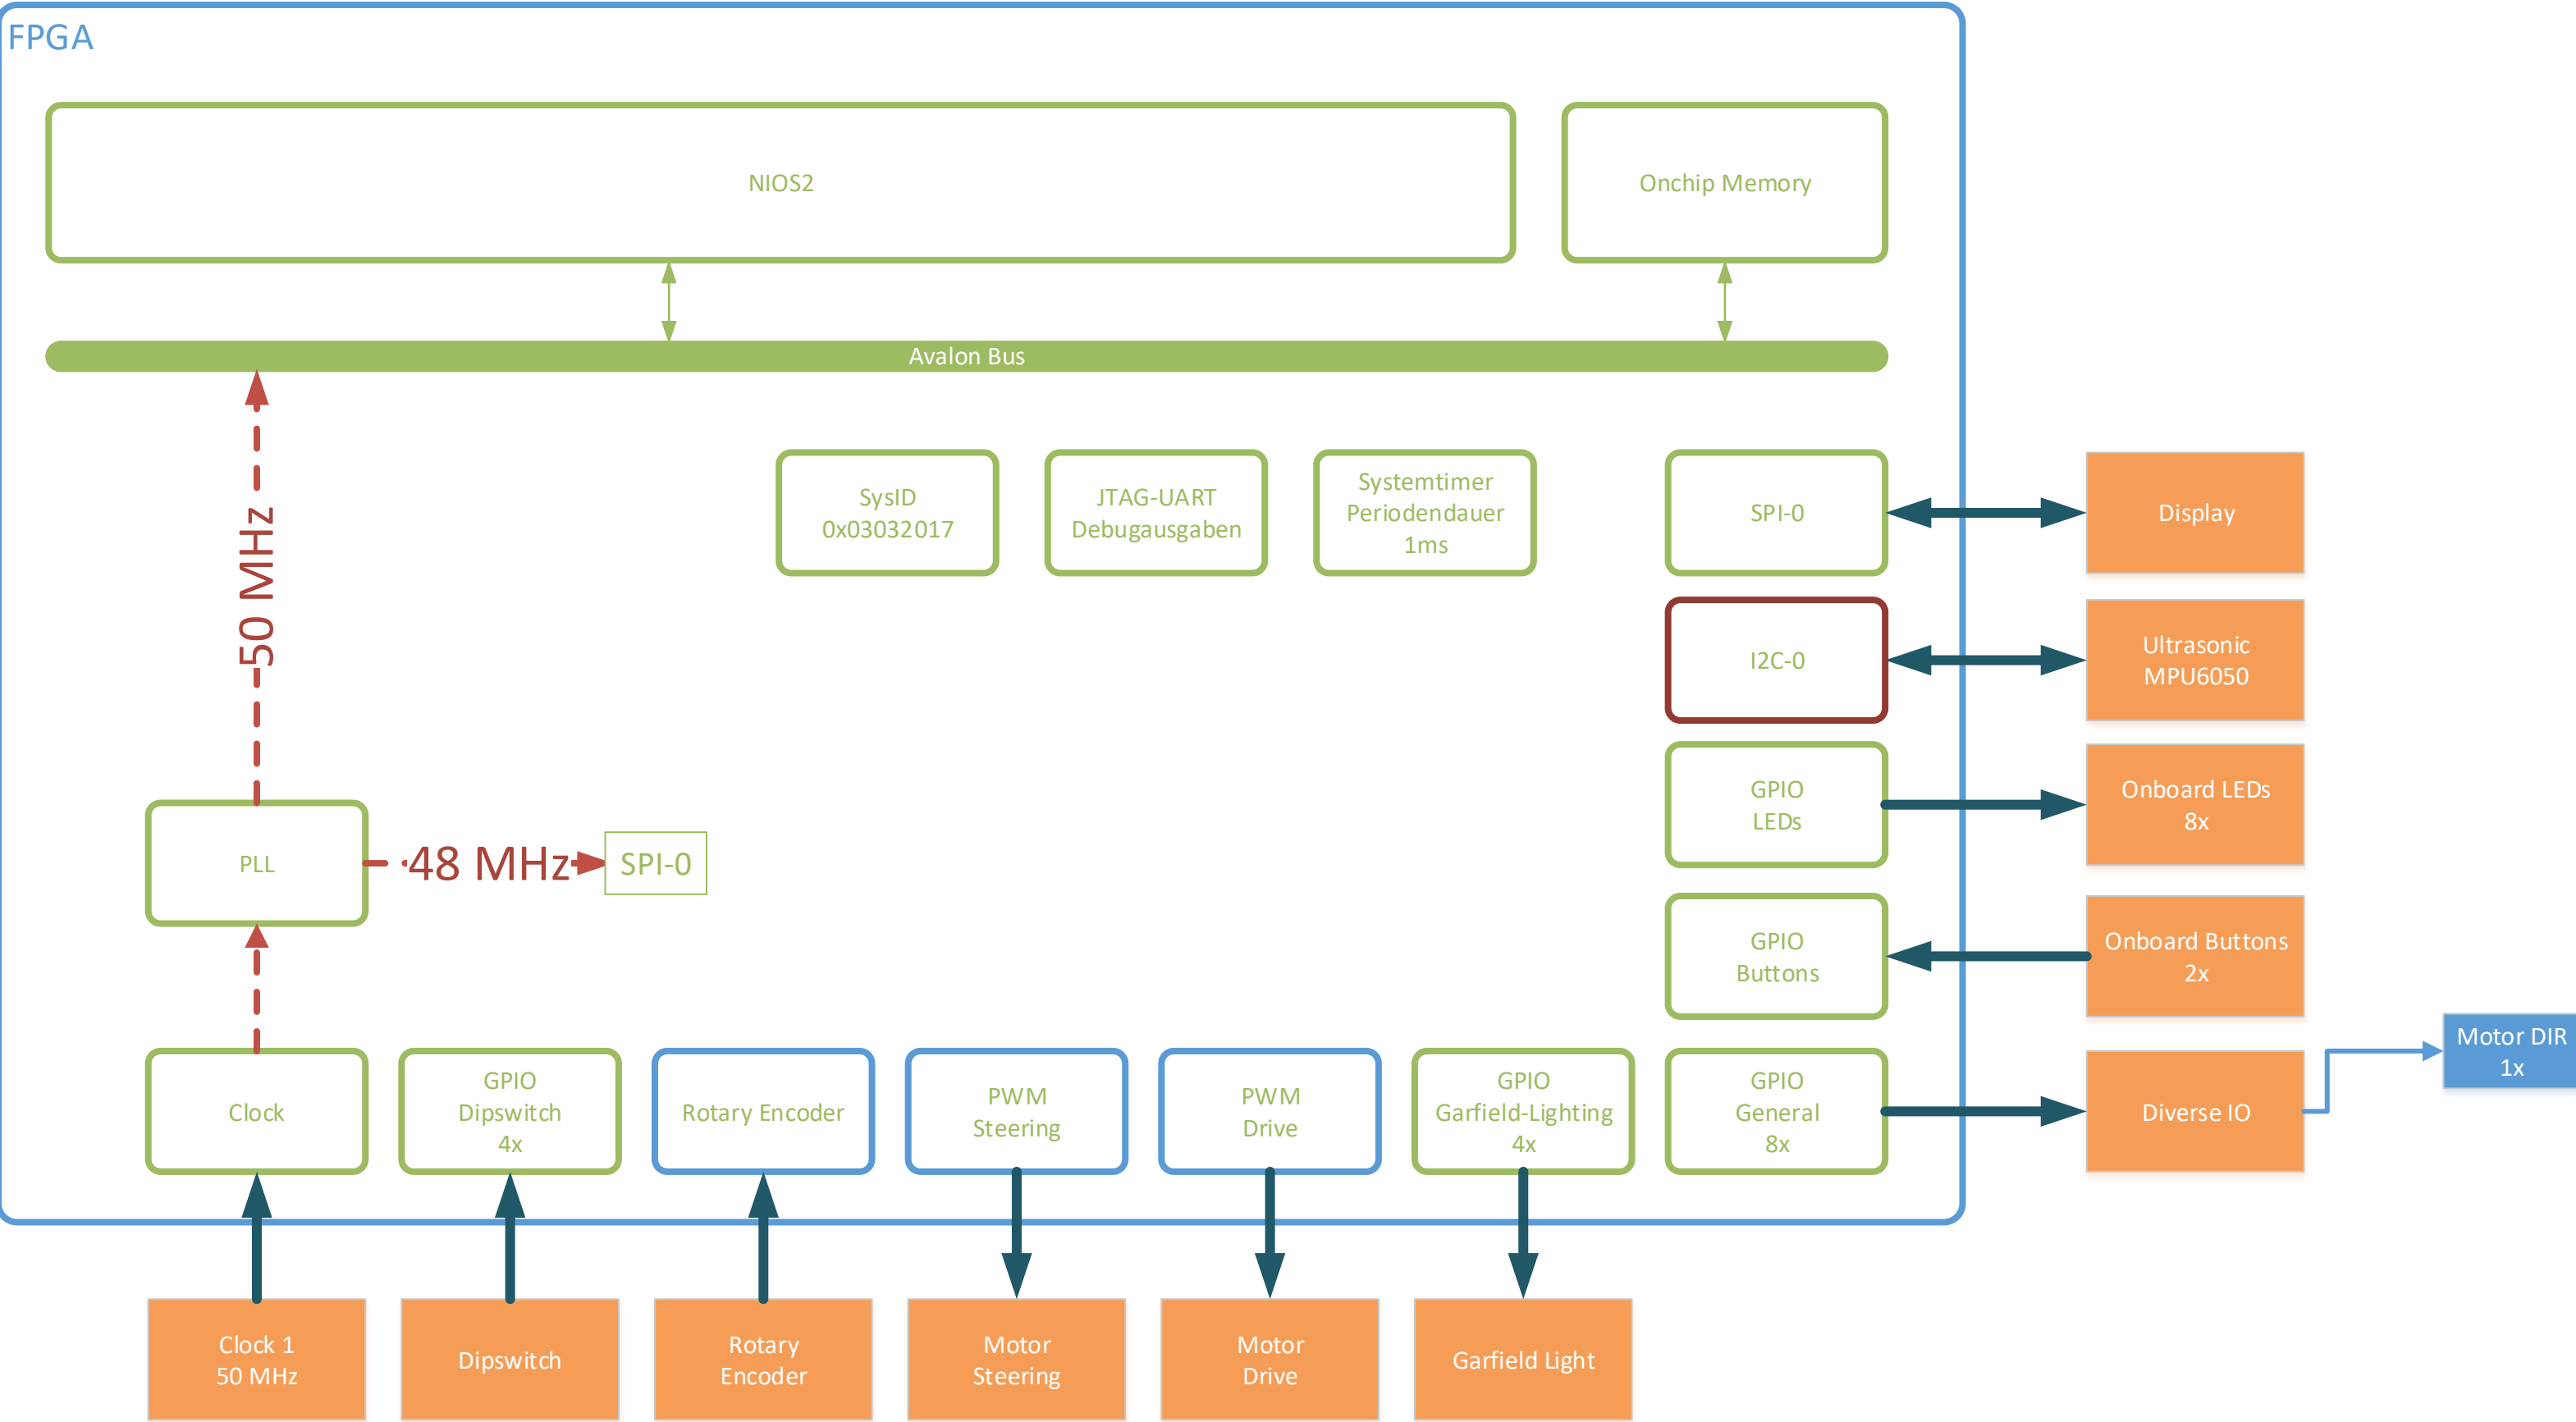 FPGA
NIOS2
Onchip Memory
Avalon Bus
50 MHz
SysID
0x03032017
JTAG-UART
Debugausgaben
Systemtimer
Periodendauer
1ms
SPI-0
Display
I2C-0
Ultrasonic
MPU6050
GPIO
LEDs
Onboard LEDs
8x
PLL
48 MHz
SPI-0
GPIO
Buttons
Onboard Buttons
2x
Motor DIR
1x
Clock
GPIO
Dipswitch
4x
Rotary Encoder
PWM
Steering
PWM
Drive
GPIO
Garfield-Lighting
4x
GPIO
General
8x
Diverse IO
Clock 1
50 MHz
Dipswitch
Rotary
Encoder
Motor
Steering
Motor
Drive
Garfield Light